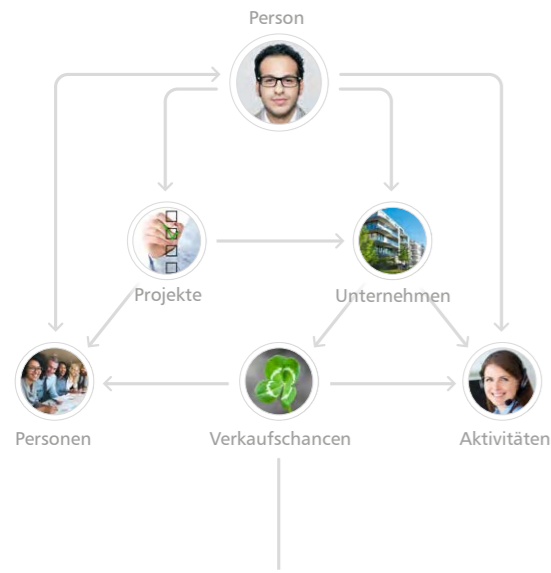 Person
Projekte
Unternehmen
Personen
Verkaufschancen
Aktivitäten